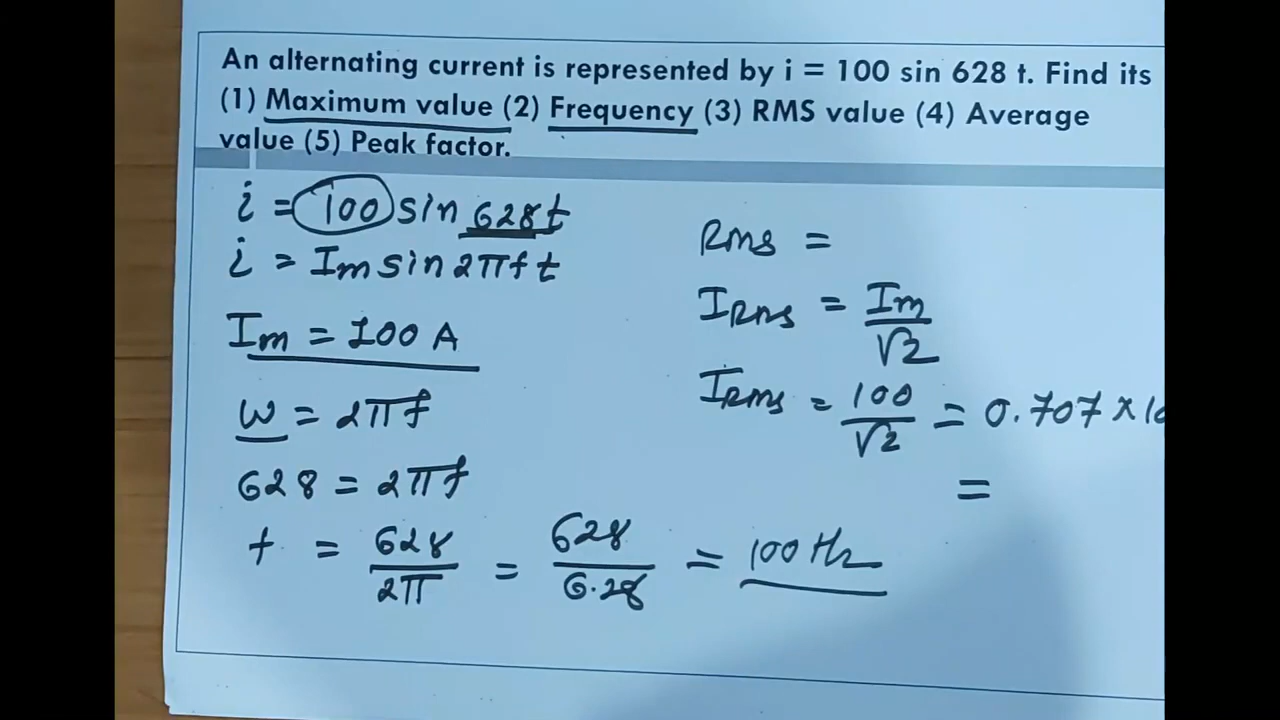 An alternating current is represented by i = 100 sin 628 t. Find its
(1) Maximum value (2) Frequency (3) RMS value (4) Average
value (5) Peak factor.
i = 100 sin 628t
i = Im sin 2πft
Im = 100 A
w = 2πf
628 = 2πf
f = 628/2π = 628/6.28 = 100 Hz
Rms =
IRms = Im/√2
IRms = 100/√2 = 0.707 × 10
=